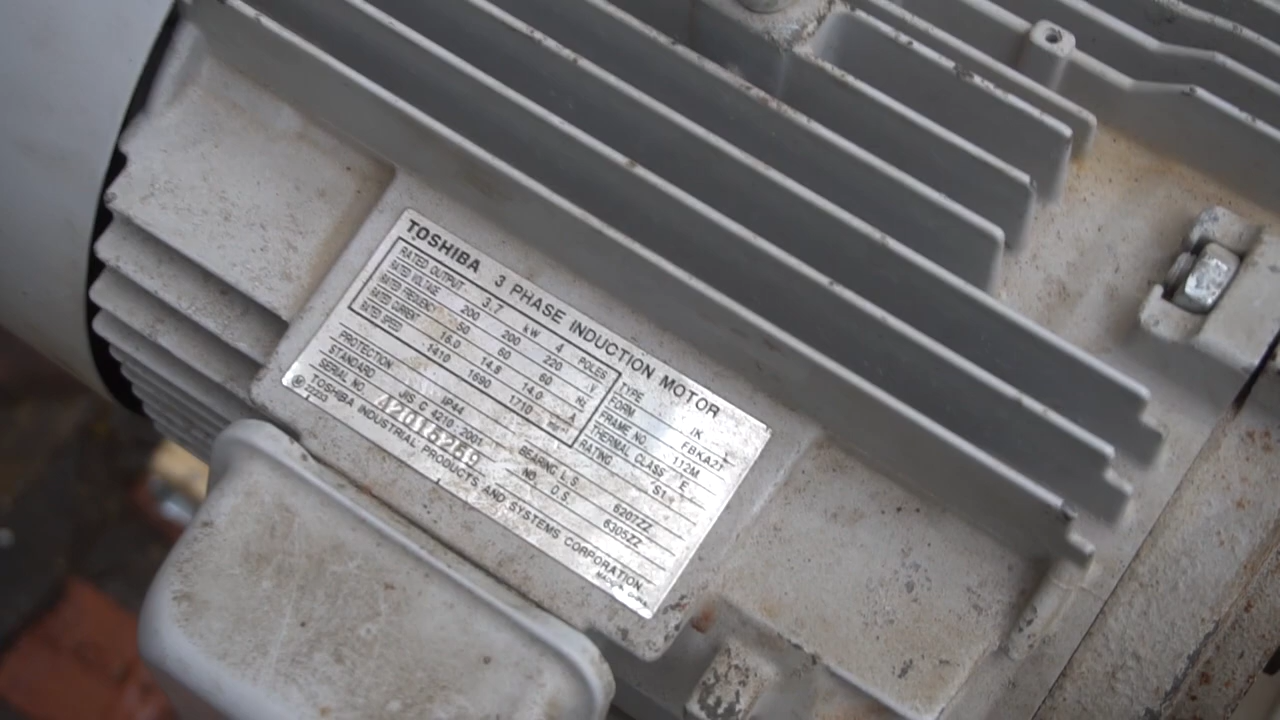 TOSHIBA 3 PHASE INDUCTION MOTOR
RATED OUTPUT 3.7 kW 4 POLES
RATED VOLTAGE 200 200 220 V
RATED FREQUENCY 50 60 60 Hz
RATED CURRENT 16.0 14.8 14.0 A
RATED SPEED 1410 1690 1710
TYPE IK
FORM FBKA21
FRAME NO. 112M
THERMAL CLASS E
RATING S1
PROTECTION IP44
STANDARD JIS C 4210:2001
SERIAL NO.
BEARING L.S 6207ZZ
NO. O.S 6305ZZ
TOSHIBA INDUSTRIAL PRODUCTS AND SYSTEMS CORPORATION